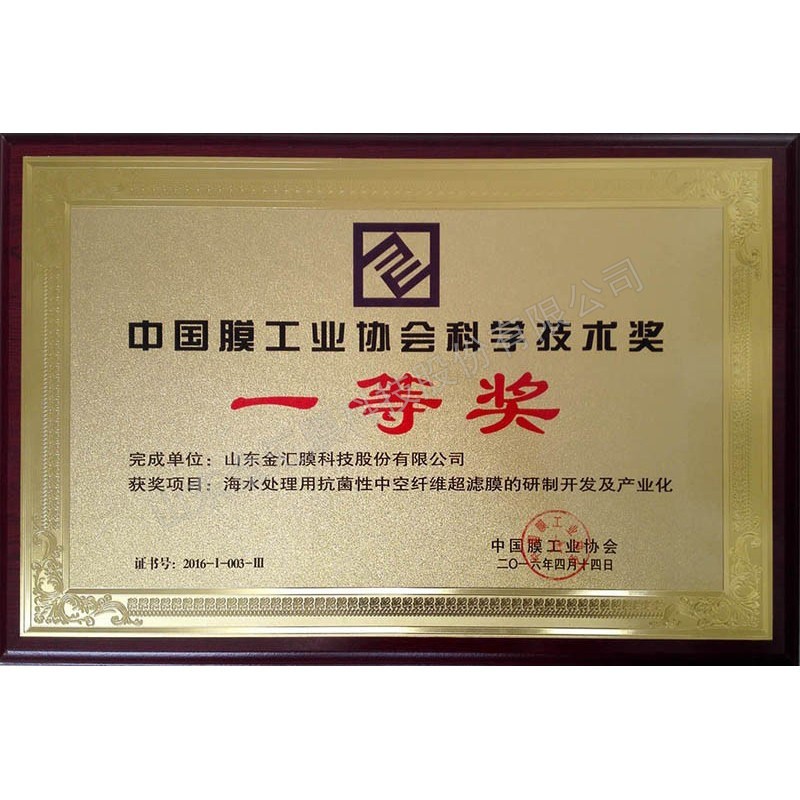 中国膜工业协会科学技术奖
一等奖
完成单位：山东金汇膜科技股份有限公司
获奖项目：海水处理用抗菌性中空纤维超滤膜的研制开发及产业化
证书号：2016-I-003-III
中国膜工业协会
二〇一六年四月十四日